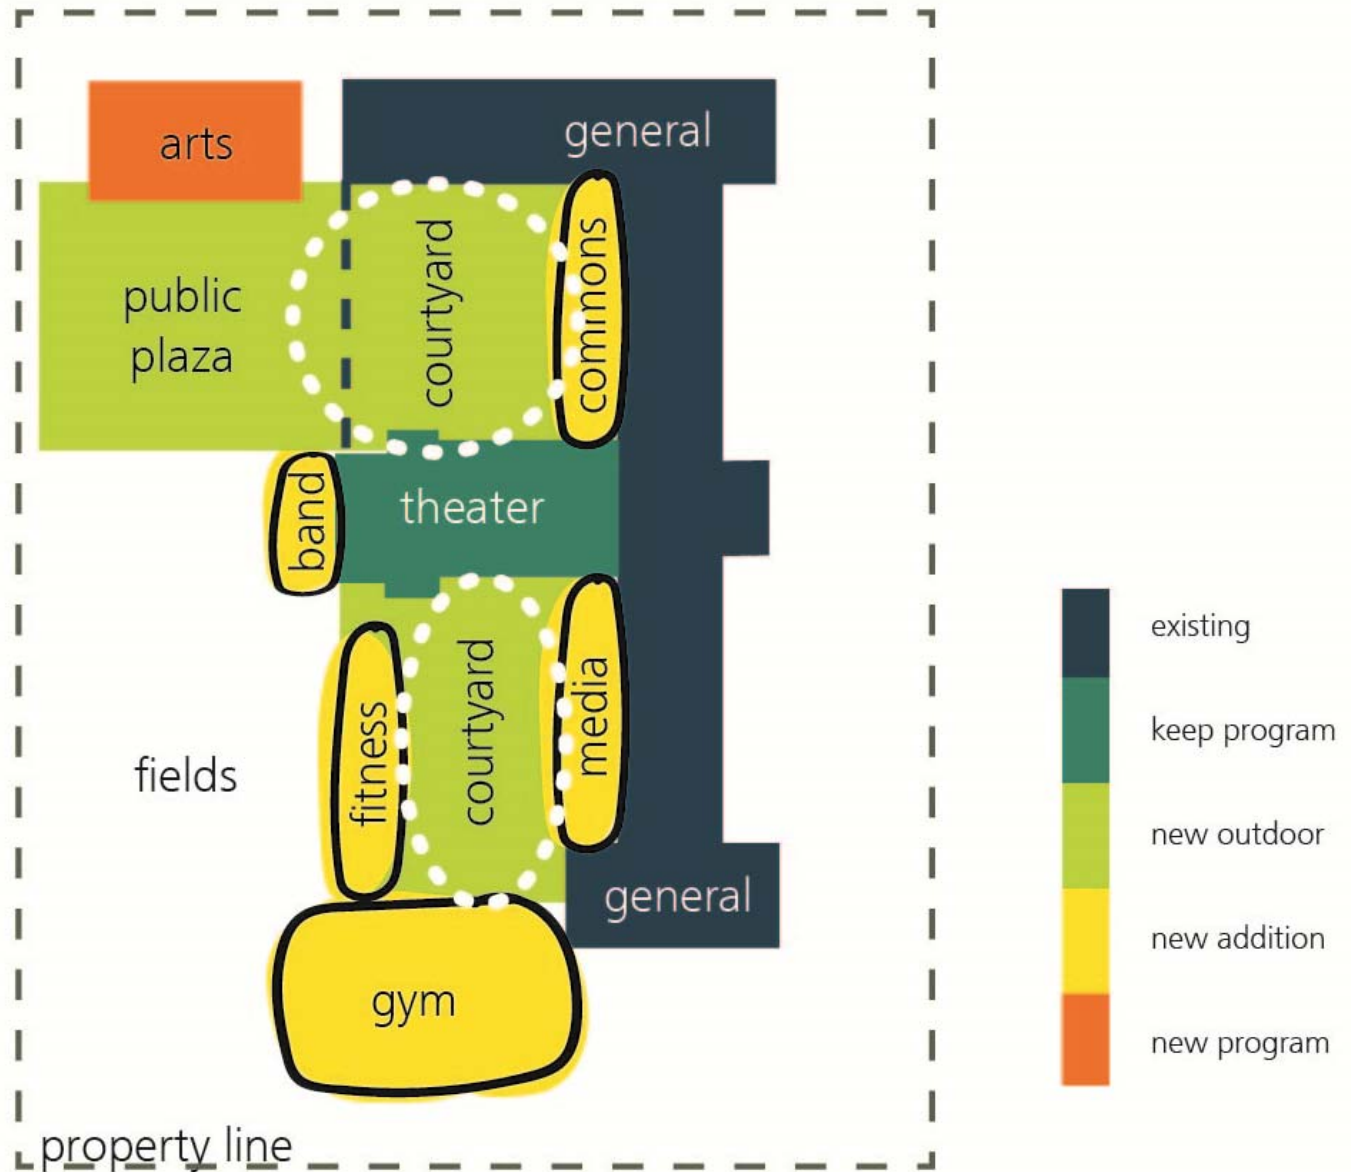 arts
general
public
plaza
courtyard
commons
band
theater
fitness
courtyard
media
fields
general
gym
property line
existing
keep program
new outdoor
new addition
new program